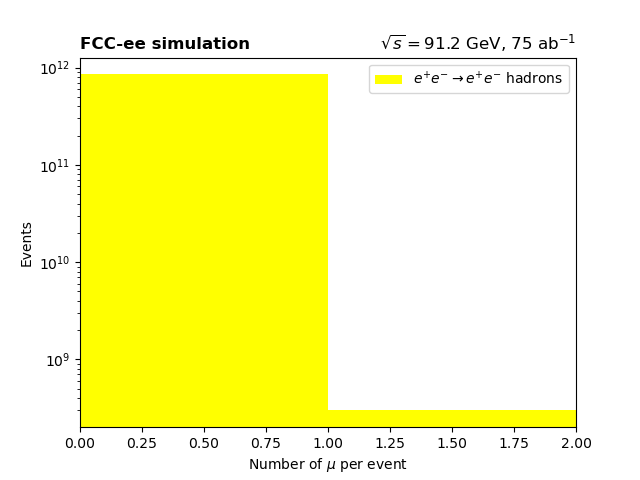 FCC-ee simulation
√s = 91.2 GeV, 75 ab⁻¹
e⁺e⁻ → e⁺e⁻ hadrons
Events
10¹²
10¹¹
10¹⁰
10⁹
0.00 0.25 0.50 0.75 1.00 1.25 1.50 1.75 2.00
Number of μ per event